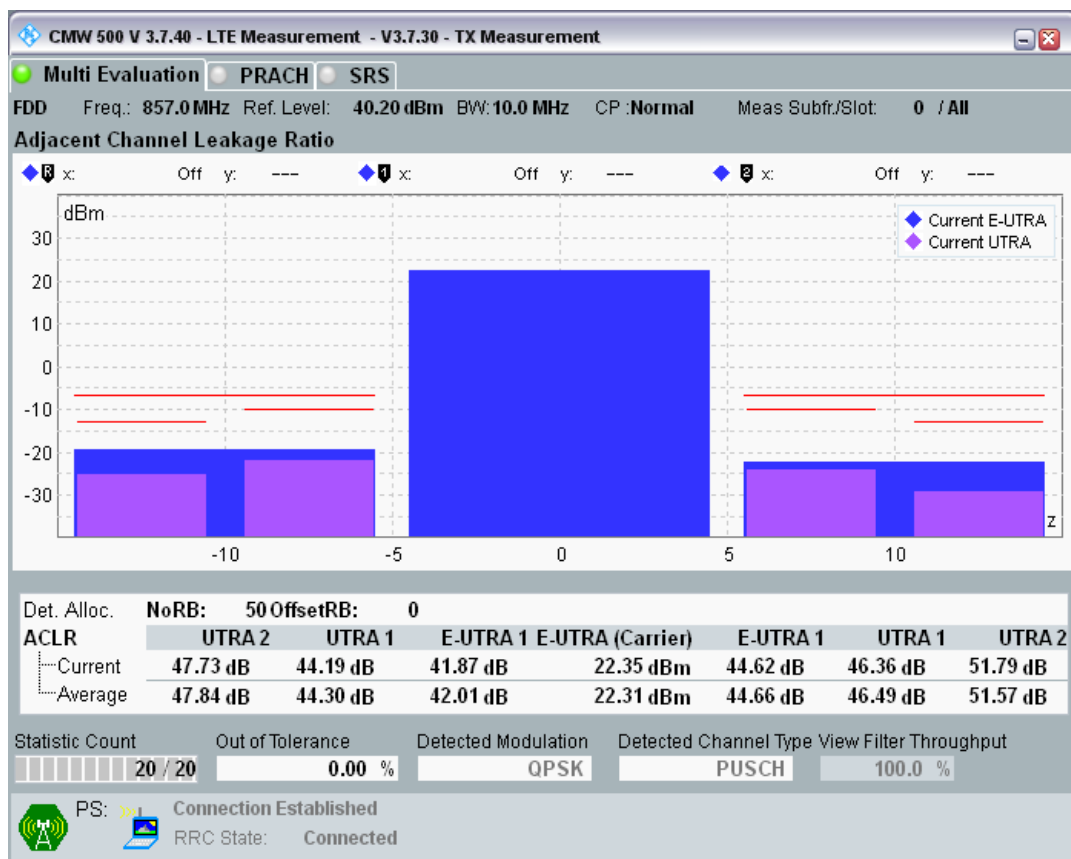 CMW 500 V 3.7.40 - LTE Measurement - V3.7.30 - TX Measurement
Multi Evaluation PRACH SRS
FDD Freq.: 857.0 MHz Ref. Level: 40.20 dBm BW: 10.0 MHz CP :Normal Meas Subfr./Slot: 0 / All
Adjacent Channel Leakage Ratio
R x: Off y: --- 1 x: Off y: --- 2 x: Off y: ---
dBm
Current E-UTRA
Current UTRA
30
20
10
0
-10
-20
-30
z
-10 -5 0 5 10
Det. Alloc. NoRB: 50 OffsetRB: 0
ACLR UTRA 2 UTRA 1 E-UTRA 1 E-UTRA (Carrier) E-UTRA 1 UTRA 1 UTRA 2
Current 47.73 dB 44.19 dB 41.87 dB 22.35 dBm 44.62 dB 46.36 dB 51.79 dB
Average 47.84 dB 44.30 dB 42.01 dB 22.31 dBm 44.66 dB 46.49 dB 51.57 dB
Statistic Count Out of Tolerance Detected Modulation Detected Channel Type View Filter Throughput
20 / 20 0.00 % QPSK PUSCH 100.0 %
PS: Connection Established
RRC State: Connected